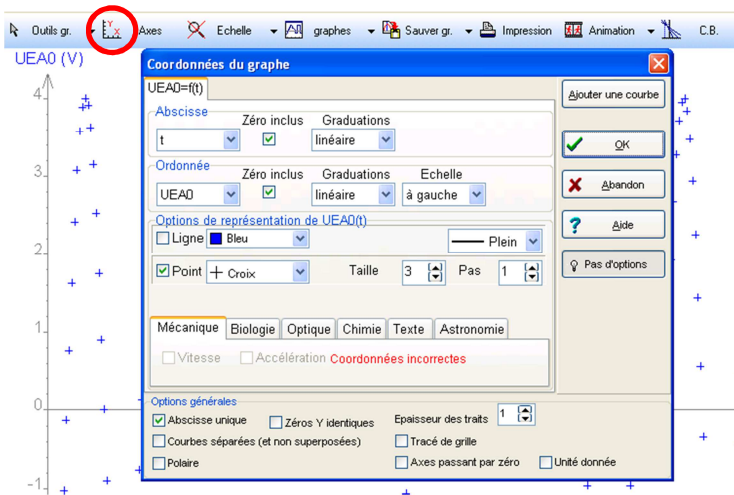 Outils gr. Y X Axes Echelle graphes Sauver gr. Impression Animation C.B.
UEA0 (V)
4
3
2
1
0
-1
Coordonnées du graphe
UEA0=f(t)
Abscisse
Zéro inclus Graduations
t linéaire
Ordonnée
Zéro inclus Graduations Echelle
UEA0 linéaire à gauche
Options de représentation de UEA0(t)
Ligne Bleu Plein
Point Croix Taille 3 Pas 1
Mécanique Biologie Optique Chimie Texte Astronomie
Vitesse Accélération Coordonnées incorrectes
Options générales
Abscisse unique Zéros Y identiques Epaisseur des traits 1
Courbes séparées (et non superposées) Tracé de grille
Polaire Axes passant par zéro Unité donnée
Ajouter une courbe
OK
Abandon
? Aide
Pas d'options